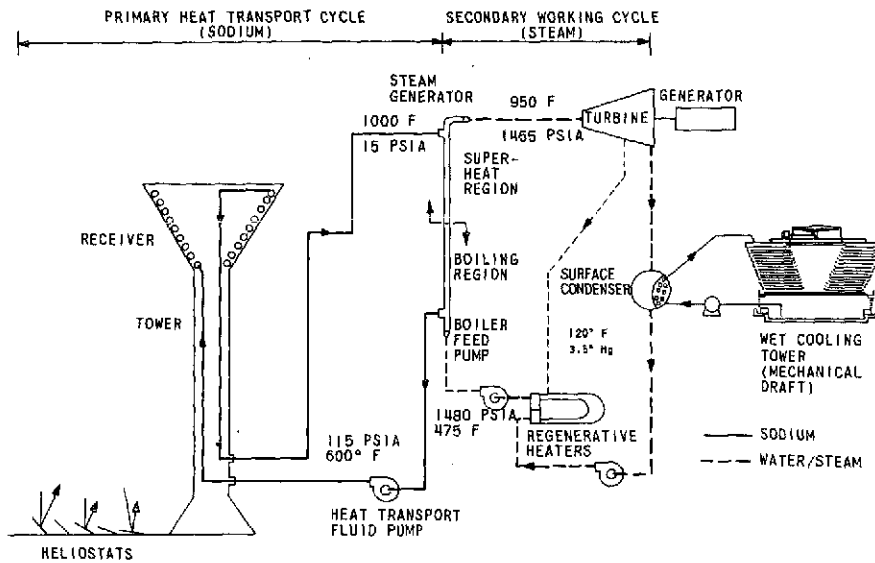 PRIMARY HEAT TRANSPORT CYCLE
(SODIUM)
SECONDARY WORKING CYCLE
(STEAM)
STEAM
GENERATOR
950 F
1465 PSIA
TURBINE
GENERATOR
1000 F
15 PSIA
SUPER-
HEAT
REGION
RECEIVER
BOILING
REGION
SURFACE
CONDENSER
TOWER
BOILER
FEED
PUMP
120° F
3.5" Hg
WET COOLING
TOWER
(MECHANICAL
DRAFT)
1480 PSIA
475 F
REGENERATIVE
HEATERS
115 PSIA
600° F
SODIUM
WATER/STEAM
HEAT TRANSPORT
FLUID PUMP
HELIOSTATS